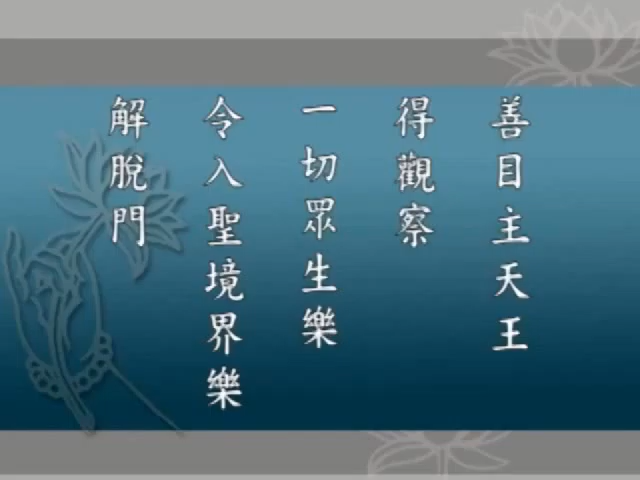 善目主天王
得觀察
一切眾生樂
令入聖境界樂
解脫門